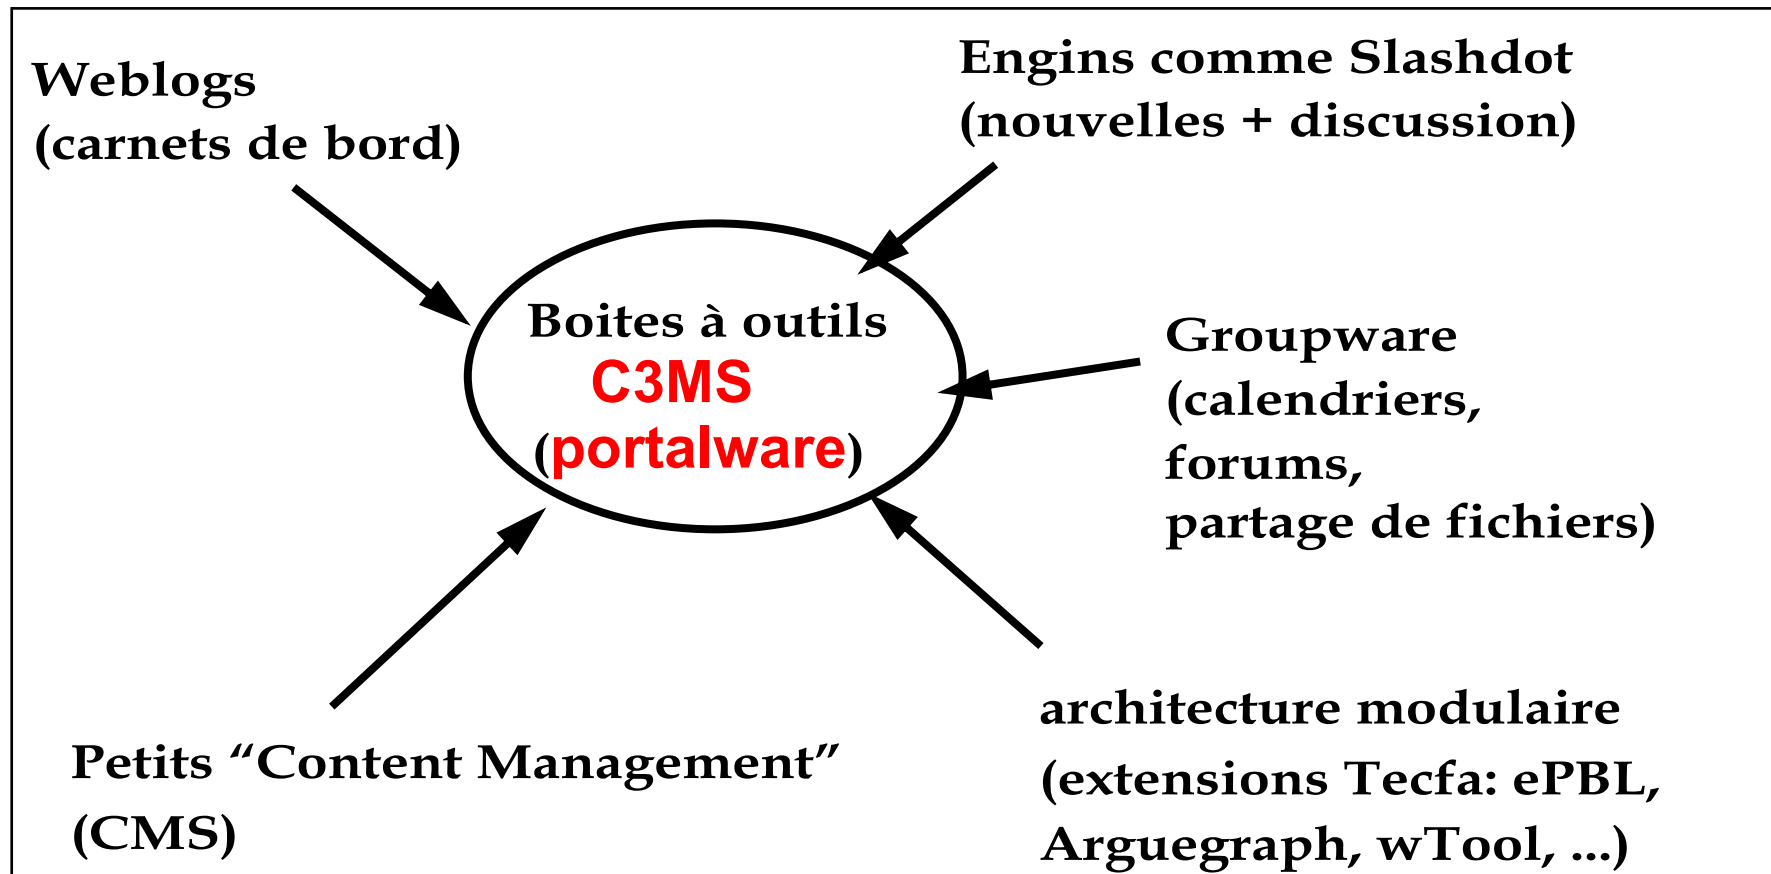 Weblogs
(carnets de bord)
Engins comme Slashdot
(nouvelles + discussion)
Boites à outils
C3MS
(portalware)
Groupware
(calendriers,
forums,
partage de fichiers)
Petits “Content Management”
(CMS)
architecture modulaire
(extensions Tecfa: ePBL,
Arguegraph, wTool, ...)